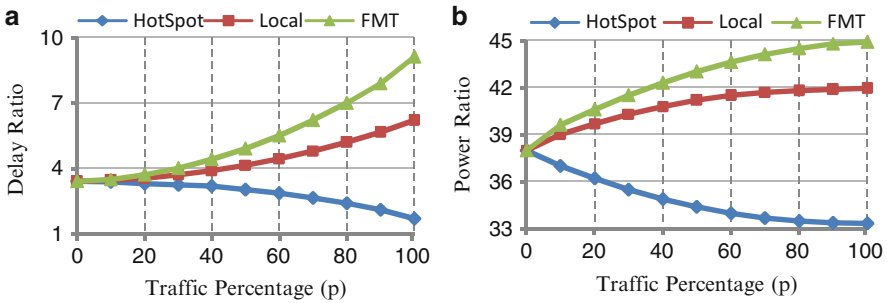 a
HotSpot Local FMT
Delay Ratio
10
7
4
1
0 20 40 60 80 100
Traffic Percentage (p)
b
HotSpot Local FMT
Power Ratio
45
42
39
36
33
0 20 40 60 80 100
Traffic Percentage (p)